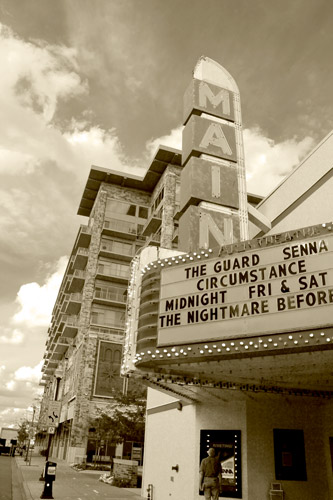 MAIN
THE GUARD SENNA
CIRCUMSTANCE
MIDNIGHT FRI & SAT
THE NIGHTMARE BEFORE